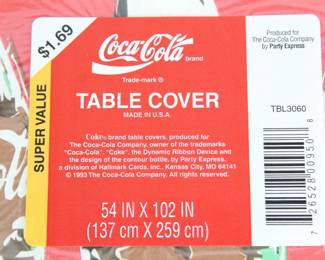 $1.69
SUPER VALUE
Coca-Cola brand
Trade-mark ®
TABLE COVER
MADE IN U.S.A.
Coke® brand table covers, produced for
The Coca-Cola Company, owner of the trademarks
"Coca-Cola", "Coke", the Dynamic Ribbon Device and
the design of the contour bottle, by Party Express,
a division of Hallmark Cards, Inc., Kansas City, MO 64141
© 1993 The Coca-Cola Company. All rights reserved.
54 IN X 102 IN
(137 cm X 259 cm)
Produced for
The Coca-Cola Company
by Party Express
TBL3060
7 26528 00950 8